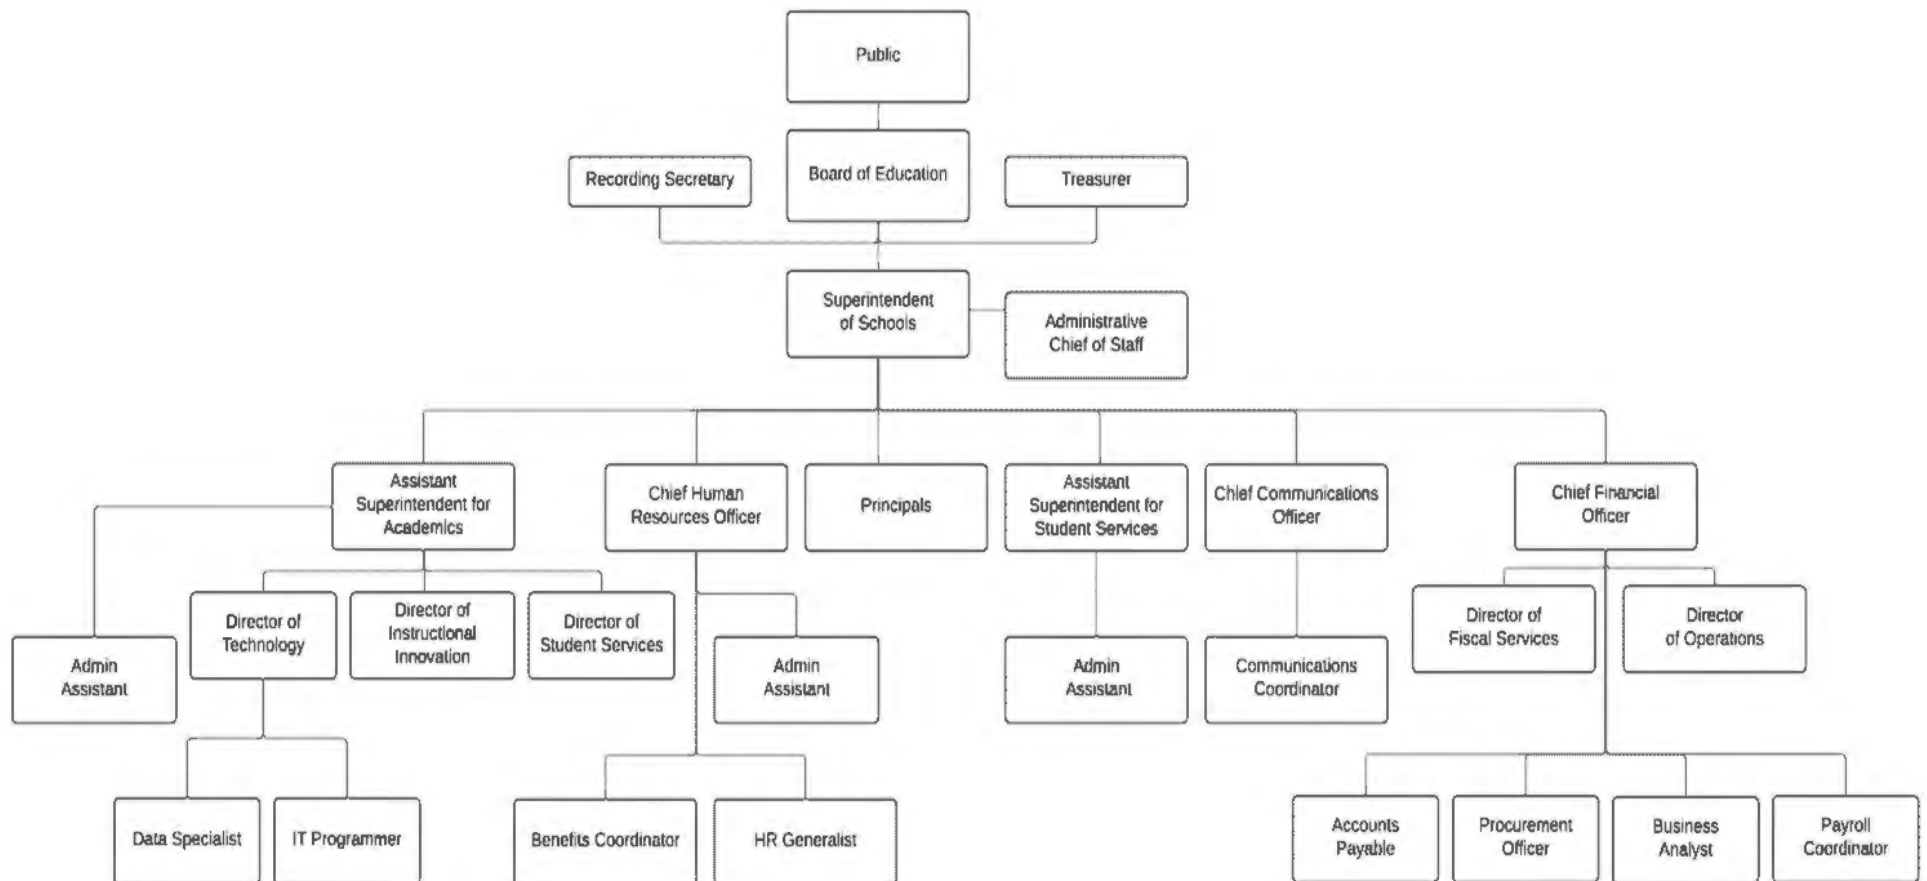 Public
Recording Secretary
Board of Education
Treasurer
Superintendent
of Schools
Administrative
Chief of Staff
Assistant
Superintendent for
Academics
Chief Human
Resources Officer
Principals
Assistant
Superintendent for
Student Services
Chief Communications
Officer
Chief Financial
Officer
Admin
Assistant
Director of
Technology
Director of
Instructional
Innovation
Director of
Student Services
Admin
Assistant
Admin
Assistant
Communications
Coordinator
Director of
Fiscal Services
Director
of Operations
Data Specialist
IT Programmer
Benefits Coordinator
HR Generalist
Accounts
Payable
Procurement
Officer
Business
Analyst
Payroll
Coordinator